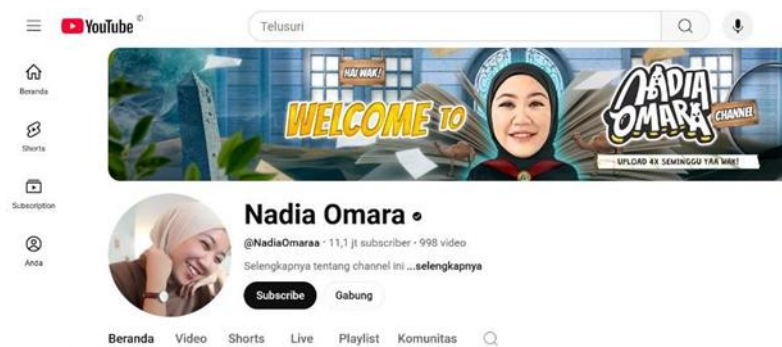 YouTube
Telusuri
Beranda
Shorts
Subscription
Anda
HAI WAK!
WELCOME TO
NADIA
OMARA
CHANNEL
UPLOAD 4X SEMINGGU YAA WAK!
Nadia Omara
@NadiaOmaraa · 11,1 jt subscriber · 998 video
Selengkapnya tentang channel ini ...selengkapnya
Subscribe Gabung
Beranda Video Shorts Live Playlist Komunitas